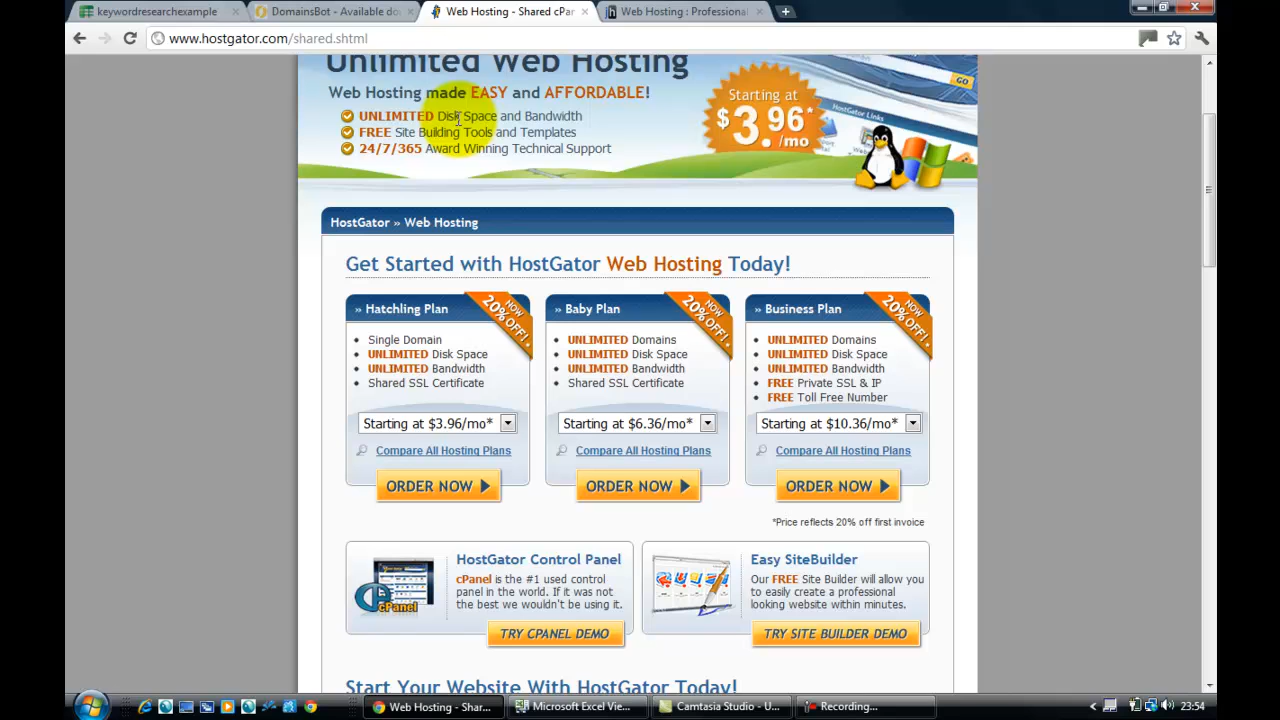 keywordresearchexample
DomainsBot - Available do
Web Hosting - Shared cPar
Web Hosting : Professiona
www.hostgator.com/shared.shtml
Unlimited Web Hosting
Web Hosting made EASY and AFFORDABLE!
UNLIMITED Disk Space and Bandwidth
FREE Site Building Tools and Templates
24/7/365 Award Winning Technical Support
Starting at
$3.96*
/mo
GO
HostGator Links
HostGator » Web Hosting
Get Started with HostGator Web Hosting Today!
» Hatchling Plan
NOW
20% OFF!
Single Domain
UNLIMITED Disk Space
UNLIMITED Bandwidth
Shared SSL Certificate
Starting at $3.96/mo*
Compare All Hosting Plans
ORDER NOW
» Baby Plan
NOW
20% OFF!
UNLIMITED Domains
UNLIMITED Disk Space
UNLIMITED Bandwidth
Shared SSL Certificate
Starting at $6.36/mo*
Compare All Hosting Plans
ORDER NOW
» Business Plan
NOW
20% OFF!
UNLIMITED Domains
UNLIMITED Disk Space
UNLIMITED Bandwidth
FREE Private SSL & IP
FREE Toll Free Number
Starting at $10.36/mo*
Compare All Hosting Plans
ORDER NOW
*Price reflects 20% off first invoice
HostGator Control Panel
cPanel is the #1 used control
panel in the world. If it was not
the best we wouldn't be using it.
cPanel
TRY CPANEL DEMO
Easy SiteBuilder
Our FREE Site Builder will allow you
to easily create a professional
looking website within minutes.
TRY SITE BUILDER DEMO
Start Your Website With HostGator Today!
Web Hosting - Shar...
Microsoft Excel Vie...
Camtasia Studio - U...
Recording...
23:54